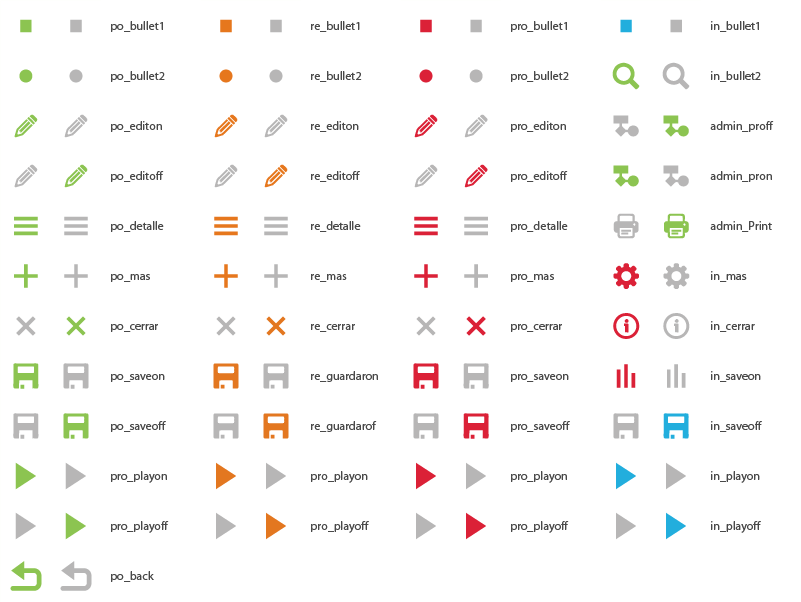 po_bullet1 re_bullet1 pro_bullet1 in_bullet1
po_bullet2 re_bullet2 pro_bullet2 in_bullet2
po_editon re_editon pro_editon admin_proff
po_editoff re_editoff pro_editoff admin_pron
po_detalle re_detalle pro_detalle admin_Print
po_mas re_mas pro_mas in_mas
po_cerrar re_cerrar pro_cerrar in_cerrar
po_saveon re_guardaron pro_saveon in_saveon
po_saveoff re_guardarof pro_saveoff in_saveoff
pro_playon pro_playon pro_playon in_playon
pro_playoff pro_playoff pro_playoff in_playoff
po_back